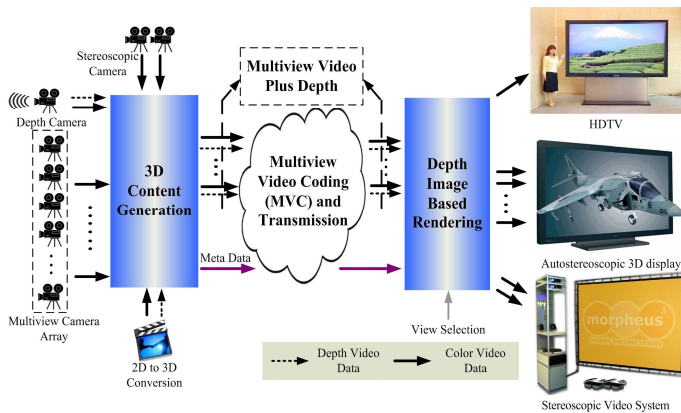 Stereoscopic
Camera
Depth Camera
Multiview Camera
Array
3D
Content
Generation
2D to 3D
Conversion
Multiview Video
Plus Depth
Multiview
Video Coding
(MVC) and
Transmission
Meta Data
Depth
Image
Based
Rendering
View Selection
Depth Video
Data
Color Video
Data
HDTV
Autostereoscopic 3D display
morpheus 3
Stereoscopic Video System